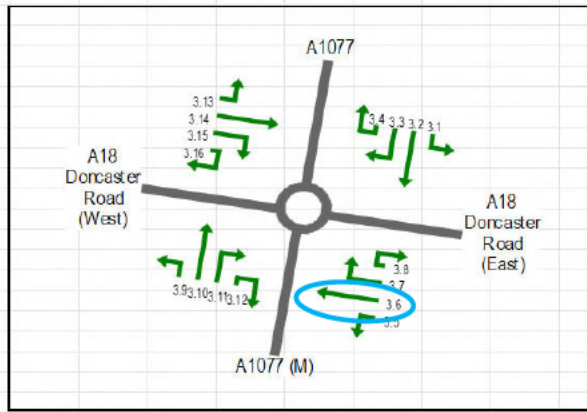 A1077
3.13
3.14
3.15
3.16
3.4 3.3 3.2 3.1
A18
Doncaster
Road
(West)
A18
Doncaster
Road
(East)
3.9 3.10 3.11 3.12
3.8
3.7
3.6
3.5
A1077 (M)